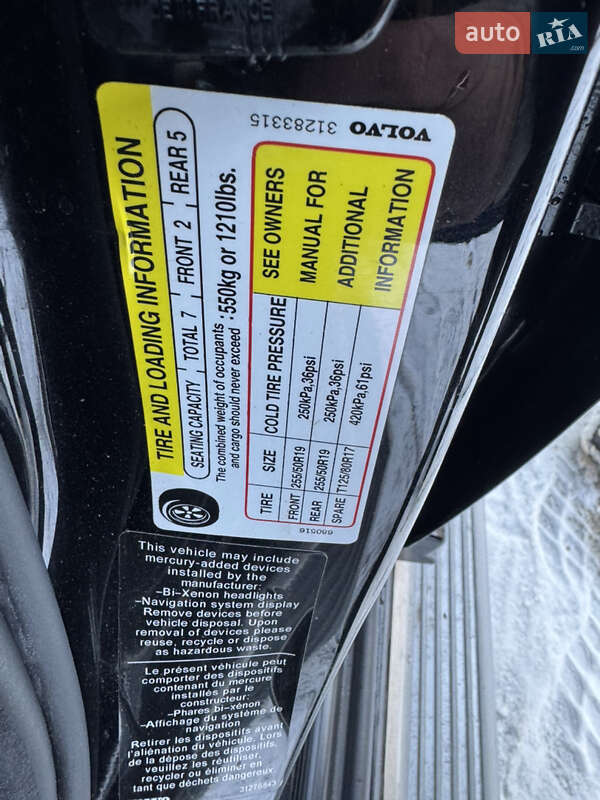 auto RIA .com
VOLVO 31283315
TIRE AND LOADING INFORMATION
SEATING CAPACITY TOTAL 7 FRONT 2 REAR 5
The combined weight of occupants and cargo should never exceed : 550kg or 1210lbs.
TIRE SIZE COLD TIRE PRESSURE
FRONT 255/50R19 250kPa,36psi
REAR 255/50R19 250kPa,36psi
SPARE T125/80R17 420kPa,61psi
SEE OWNERS
MANUAL FOR
ADDITIONAL
INFORMATION
680516
This vehicle may include
mercury-added devices
installed by the
manufacturer:
-Bi-Xenon headlights
-Navigation system display
Remove devices before
vehicle disposal. Upon
removal of devices please
reuse, recycle or dispose
as hazardous waste.
Le présent véhicule peut
comporter des dispositifs
contenant du mercure
installés par le
constructeur:
-Phares bi-xénon
-Affichage du système de
navigation
Retirer les dispositifs avant
l'aliénation du véhicule. Lors
de la dépose des dispositifs,
veuillez les réutiliser,
recycler ou éliminer en
tant que déchets dangereux.